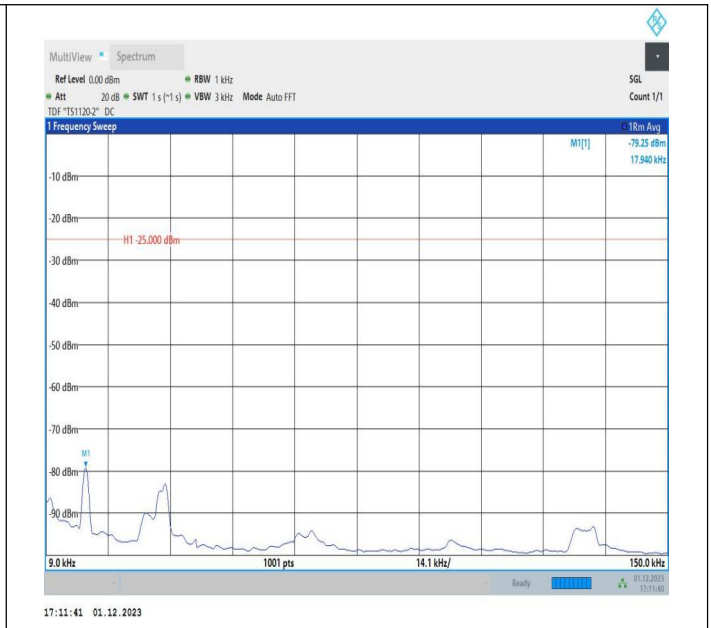 MultiView Spectrum
Ref Level 0.00 dBm RBW 1 kHz SGL
Att 20 dB SWT 1 s (~1 s) VBW 3 kHz Mode Auto FFT Count 1/1
TDF "TS1120-2" DC
1 Frequency Sweep 1Rm Avg
M1[1] -79.25 dBm
17.940 kHz
-10 dBm
-20 dBm
H1 -25.000 dBm
-30 dBm
-40 dBm
-50 dBm
-60 dBm
-70 dBm
M1
-80 dBm
-90 dBm
9.0 kHz 1001 pts 14.1 kHz/ 150.0 kHz
Ready 01.12.2023
17:11:40
17:11:41 01.12.2023